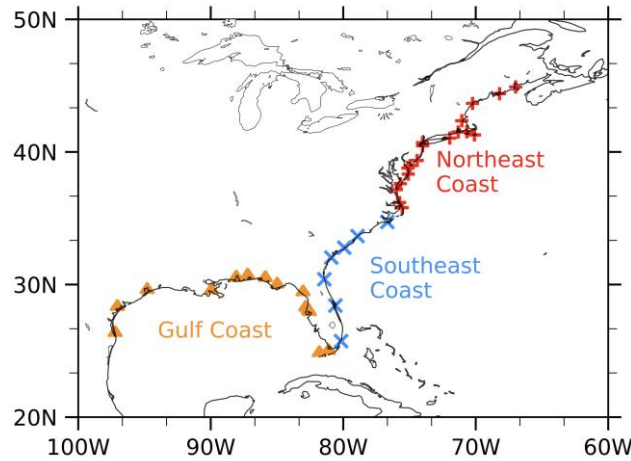 50N
40N
Northeast
Coast
Southeast
Coast
30N
Gulf Coast
20N
100W 90W 80W 70W 60W